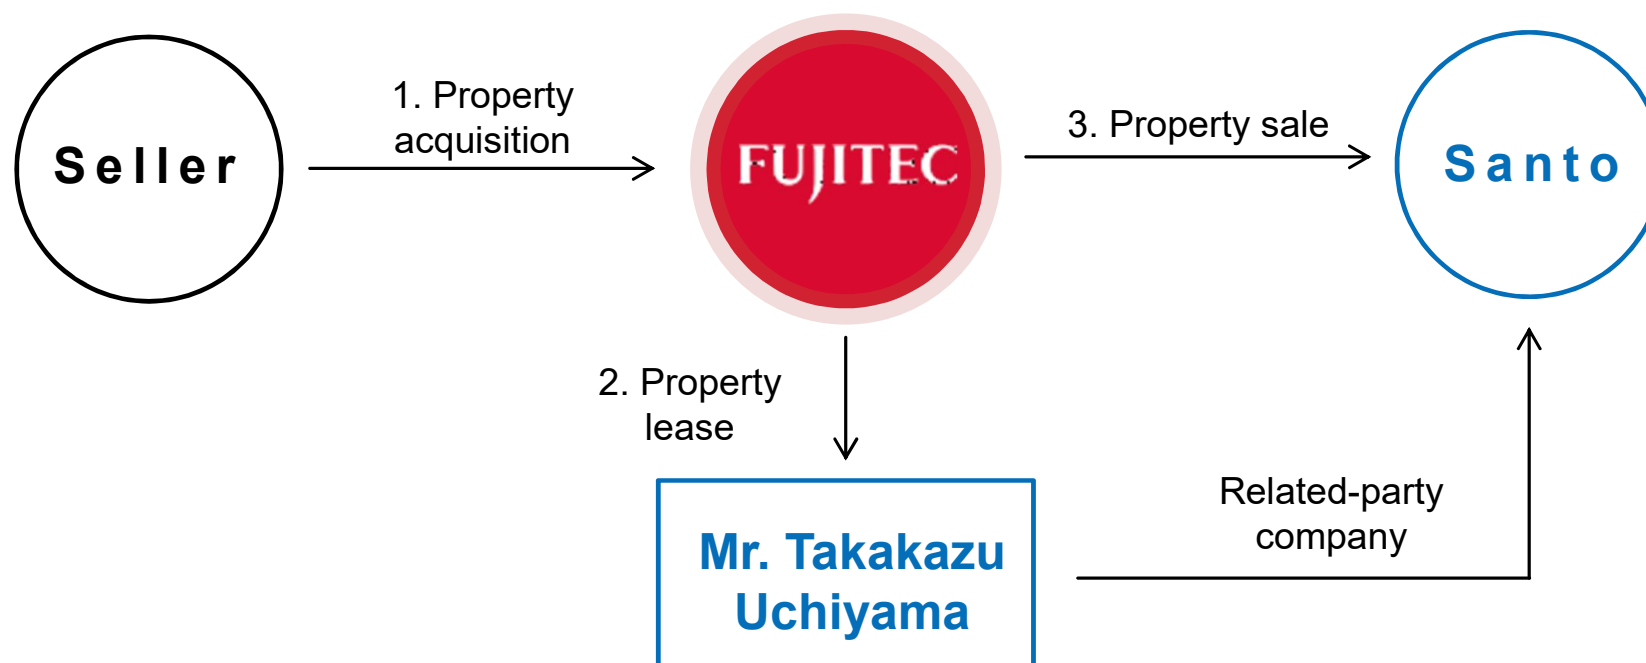 Seller
1. Property
acquisition
FUJITEC
3. Property sale
Santo
2. Property
lease
Mr. Takakazu
Uchiyama
Related-party
company